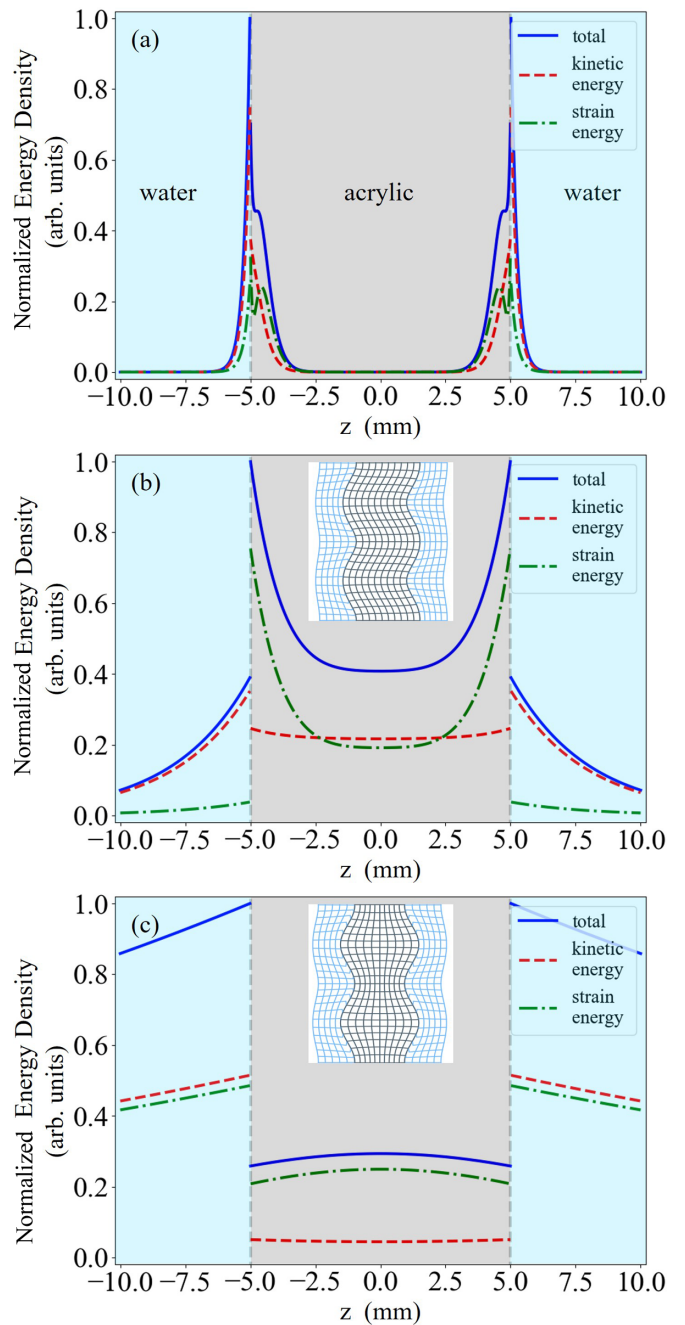 (a)
total
kinetic
energy
strain
energy
water
acrylic
water
Normalized Energy Density
(arb. units)
1.0
0.8
0.6
0.4
0.2
0.0
−10.0 −7.5 −5.0 −2.5 0.0 2.5 5.0 7.5 10.0
z (mm)
(b)
total
kinetic
energy
strain
energy
Normalized Energy Density
(arb. units)
1.0
0.8
0.6
0.4
0.2
0.0
−10.0 −7.5 −5.0 −2.5 0.0 2.5 5.0 7.5 10.0
z (mm)
(c)
total
kinetic
energy
strain
energy
Normalized Energy Density
(arb. units)
1.0
0.8
0.6
0.4
0.2
0.0
−10.0 −7.5 −5.0 −2.5 0.0 2.5 5.0 7.5 10.0
z (mm)